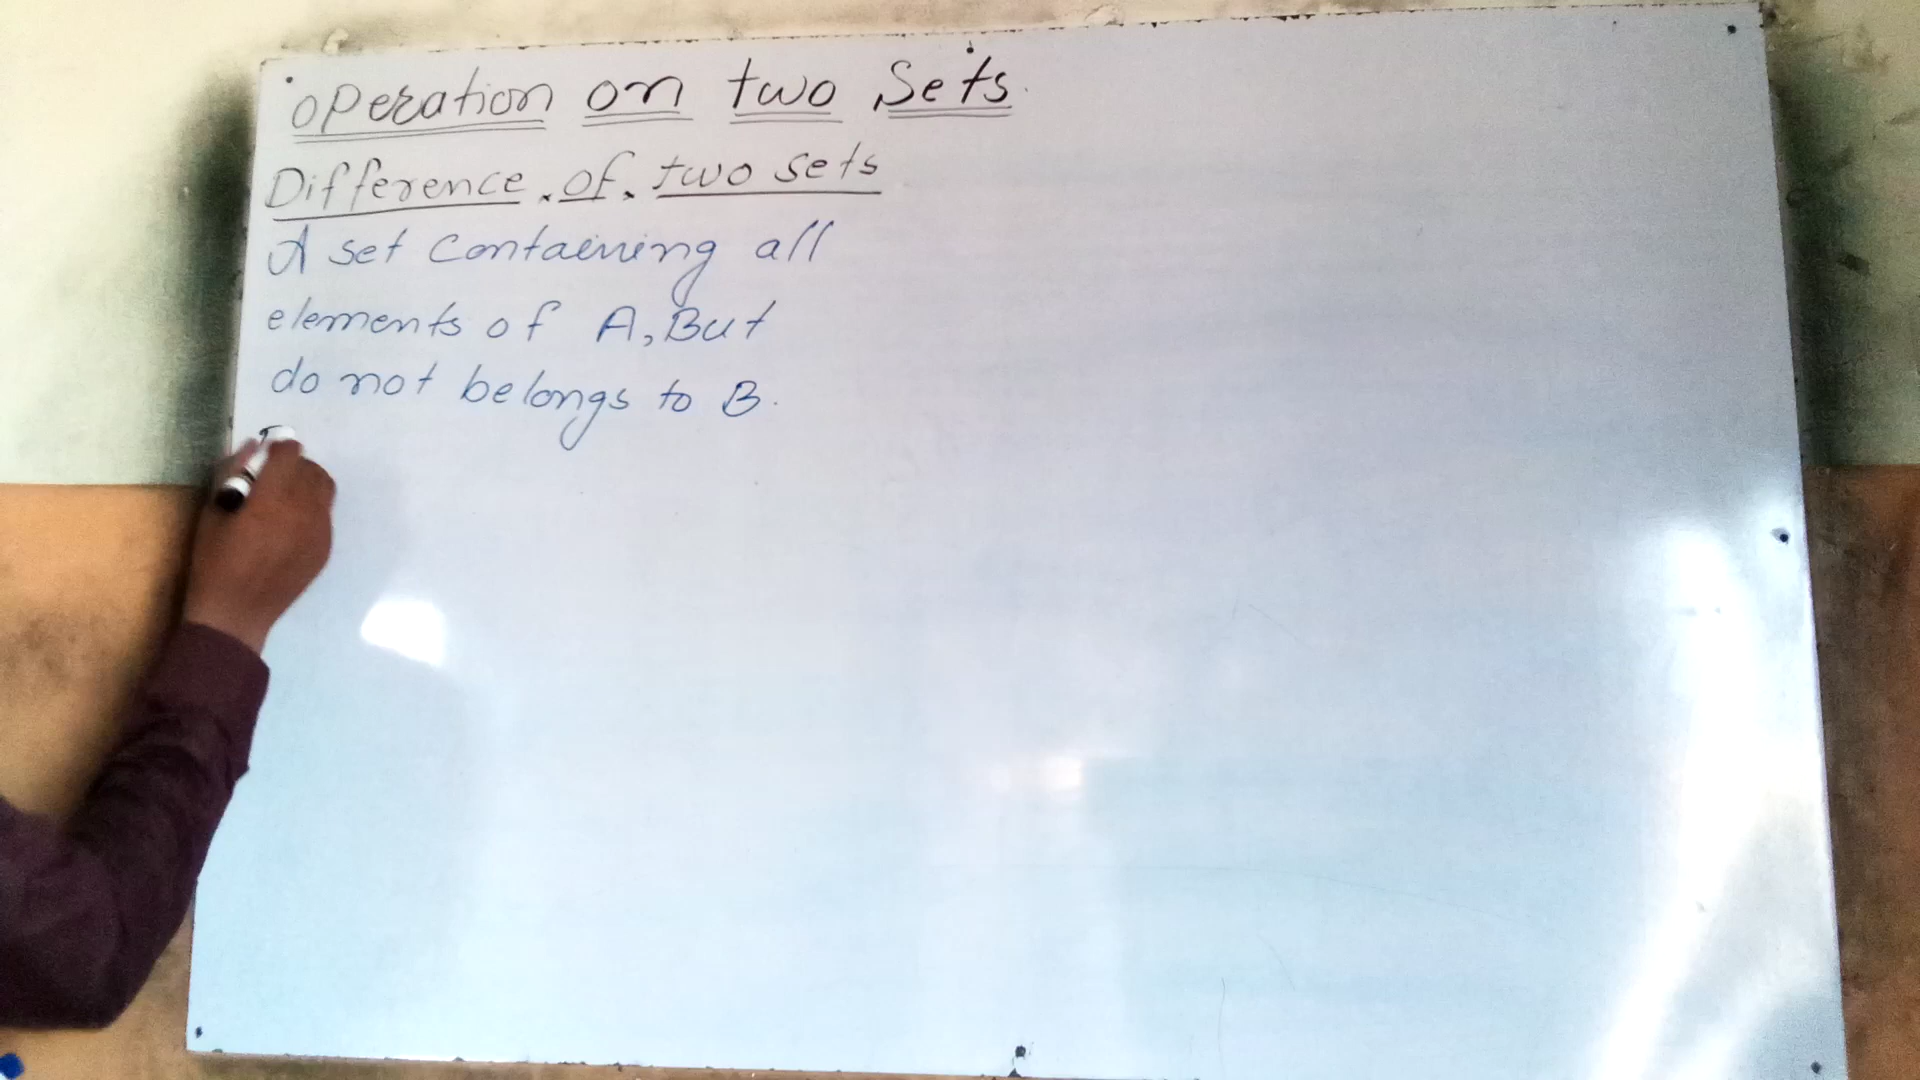 operation on two Sets.
Difference of two sets
A set containing all
elements of A, But
do not belongs to B.